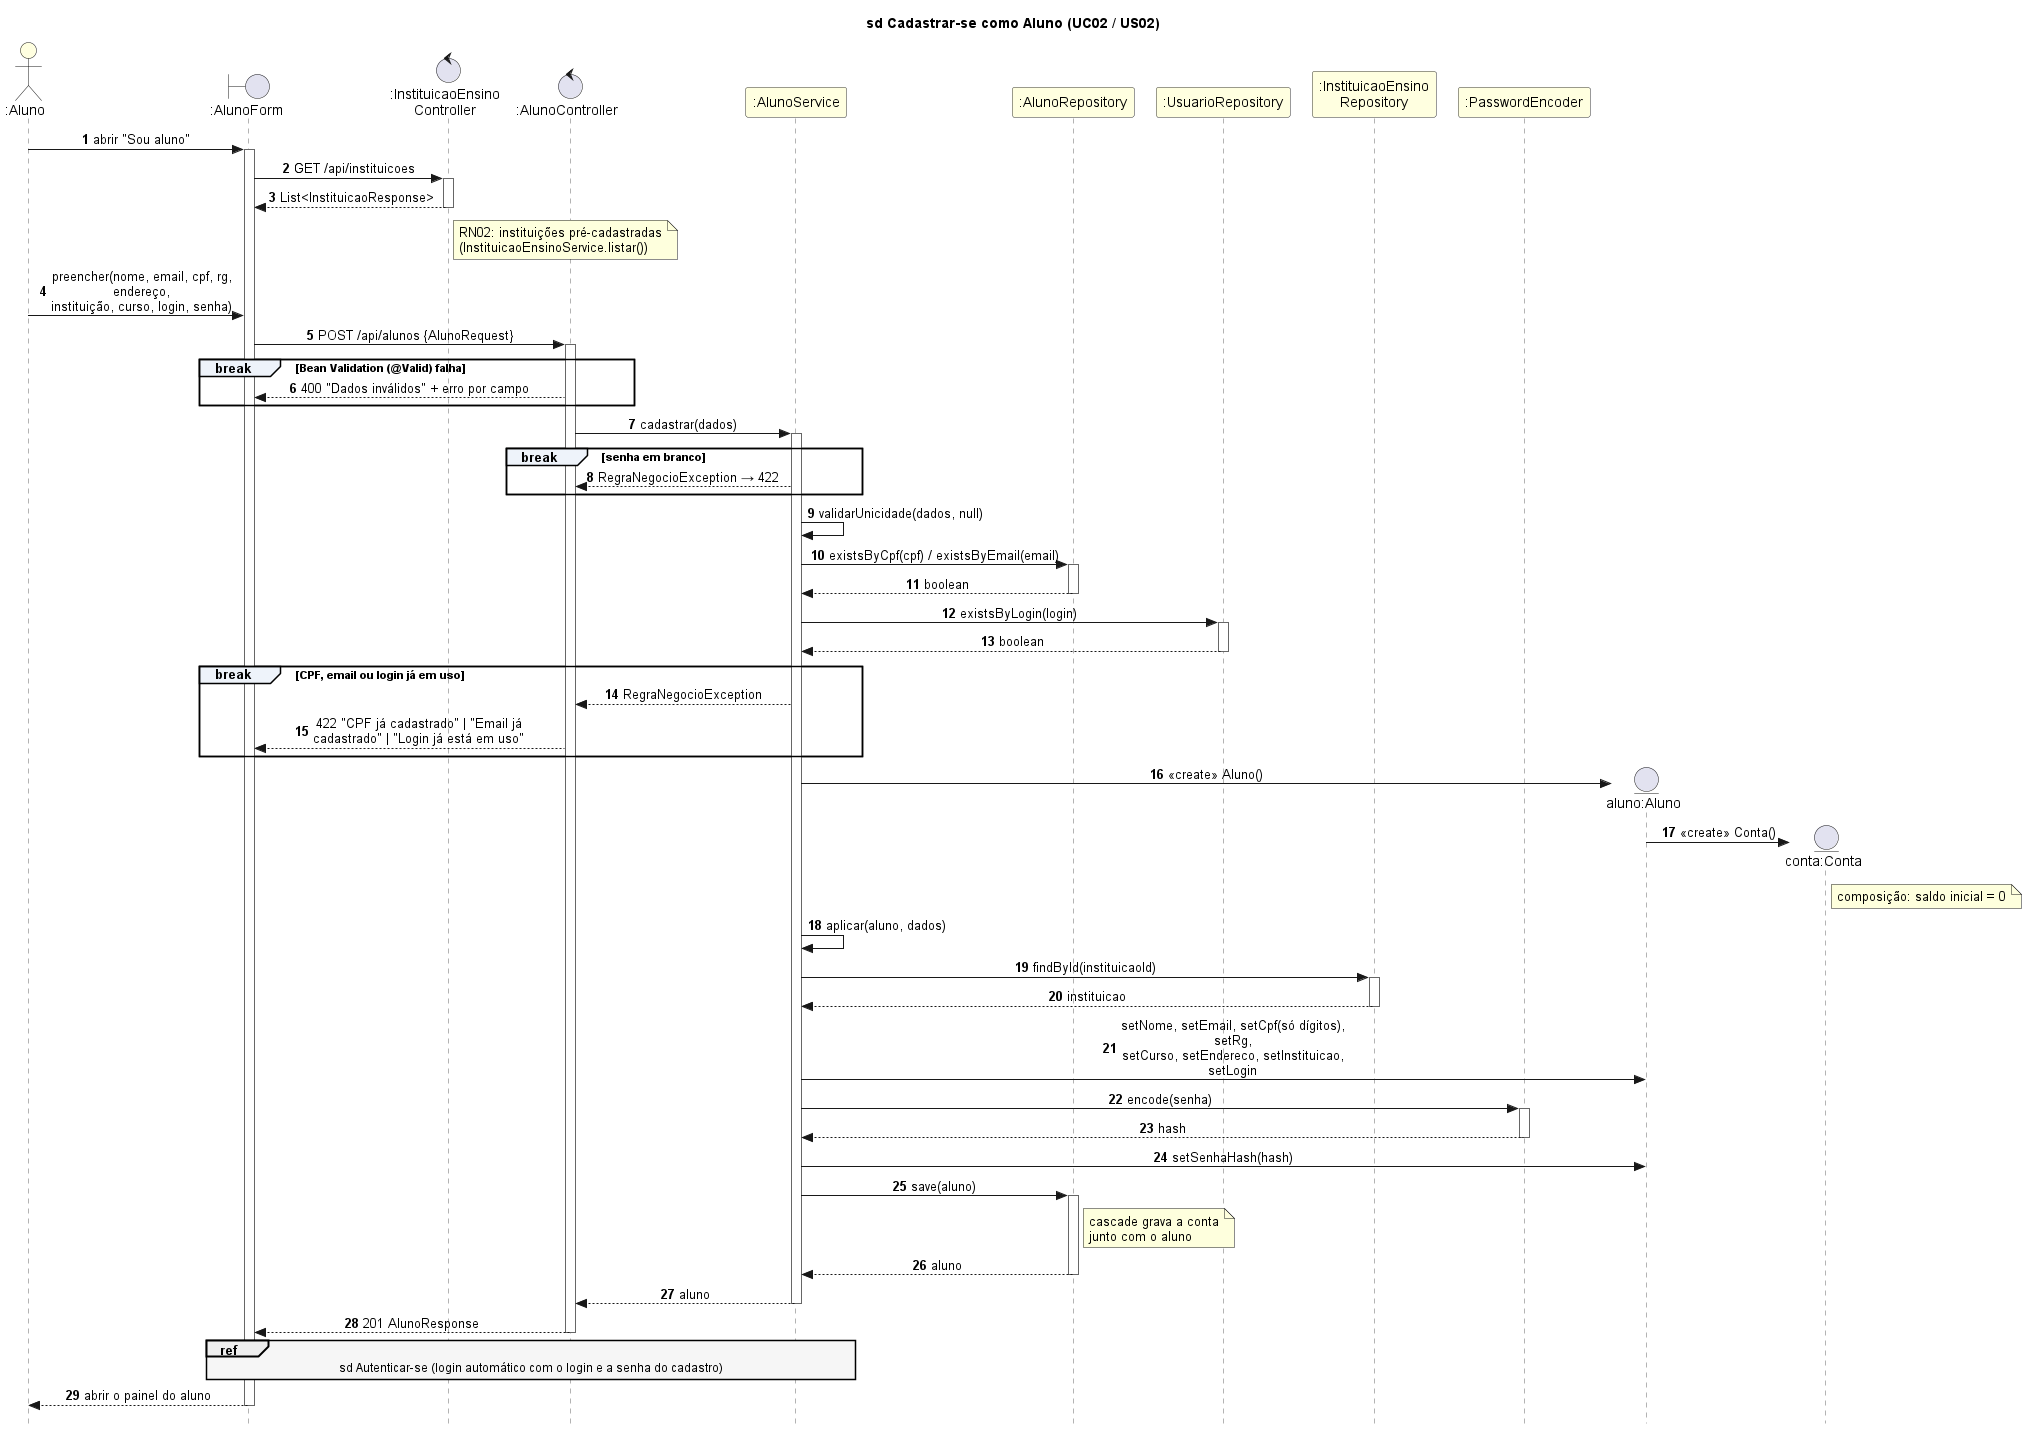 sd Cadastrar-se como Aluno (UC02 / US02)
:Aluno
:AlunoForm
:InstituicaoEnsino
Controller
:AlunoController
:AlunoService
:AlunoRepository
:UsuarioRepository
:InstituicaoEnsino
Repository
:PasswordEncoder
1 abrir "Sou aluno"
2 GET /api/instituicoes
3 List<InstituicaoResponse>
RN02: instituições pré-cadastradas
(InstituicaoEnsinoService.listar())
4 preencher(nome, email, cpf, rg,
endereço,
instituição, curso, login, senha)
5 POST /api/alunos {AlunoRequest}
break [Bean Validation (@Valid) falha]
6 400 "Dados inválidos" + erro por campo
7 cadastrar(dados)
break [senha em branco]
8 RegraNegocioException → 422
9 validarUnicidade(dados, null)
10 existsByCpf(cpf) / existsByEmail(email)
11 boolean
12 existsByLogin(login)
13 boolean
break [CPF, email ou login já em uso]
14 RegraNegocioException
15 422 "CPF já cadastrado" | "Email já
cadastrado" | "Login já está em uso"
16 «create» Aluno()
aluno:Aluno
17 «create» Conta()
conta:Conta
composição: saldo inicial = 0
18 aplicar(aluno, dados)
19 findById(instituicaoId)
20 instituicao
21 setNome, setEmail, setCpf(só dígitos),
setRg,
setCurso, setEndereco, setInstituicao,
setLogin
22 encode(senha)
23 hash
24 setSenhaHash(hash)
25 save(aluno)
cascade grava a conta
junto com o aluno
26 aluno
27 aluno
28 201 AlunoResponse
ref
sd Autenticar-se (login automático com o login e a senha do cadastro)
29 abrir o painel do aluno